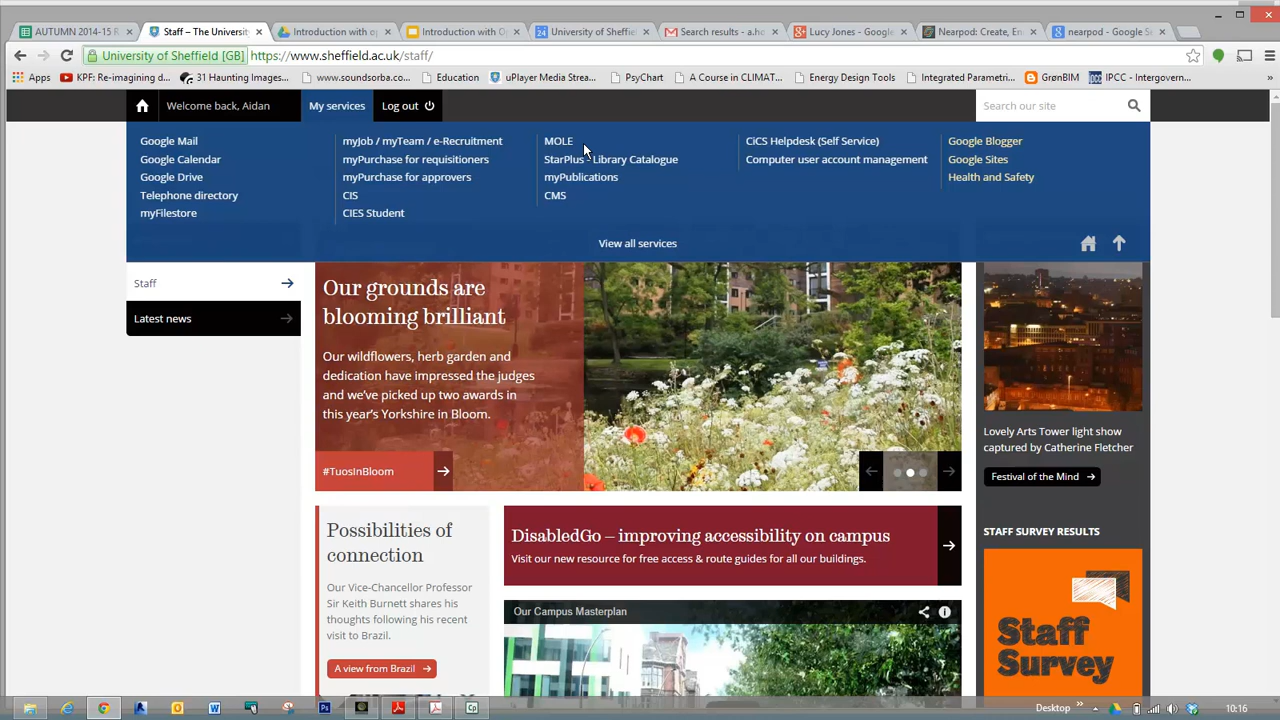 AUTUMN 2014-15 R
Staff – The Universit
Introduction with o
Introduction with O
University of Sheffie
Search results - a.ho
Lucy Jones - Google
Nearpod: Create, En
nearpod - Google S
University of Sheffield [GB]
https://www.sheffield.ac.uk/staff/
Apps
KPF: Re-imagining d...
31 Haunting Images...
www.soundsorba.co...
Education
uPlayer Media Strea...
PsyChart
A Course in CLIMAT...
Energy Design Tools
Integrated Parametri...
GrønBIM
IPCC - Intergovern...
Welcome back, Aidan
My services
Log out
Search our site
Google Mail
Google Calendar
Google Drive
Telephone directory
myFilestore
myJob / myTeam / e-Recruitment
myPurchase for requisitioners
myPurchase for approvers
CIS
CIES Student
MOLE
StarPlus - Library Catalogue
myPublications
CMS
CiCS Helpdesk (Self Service)
Computer user account management
Google Blogger
Google Sites
Health and Safety
View all services
Staff
Latest news
Our grounds are
blooming brilliant
Our wildflowers, herb garden and
dedication have impressed the judges
and we've picked up two awards in
this year's Yorkshire in Bloom.
#TuosInBloom
Lovely Arts Tower light show
captured by Catherine Fletcher
Festival of the Mind
Possibilities of
connection
Our Vice-Chancellor Professor
Sir Keith Burnett shares his
thoughts following his recent
visit to Brazil.
A view from Brazil
DisabledGo – improving accessibility on campus
Visit our new resource for free access & route guides for all our buildings.
Our Campus Masterplan
STAFF SURVEY RESULTS
Staff
Survey
Desktop
10:16